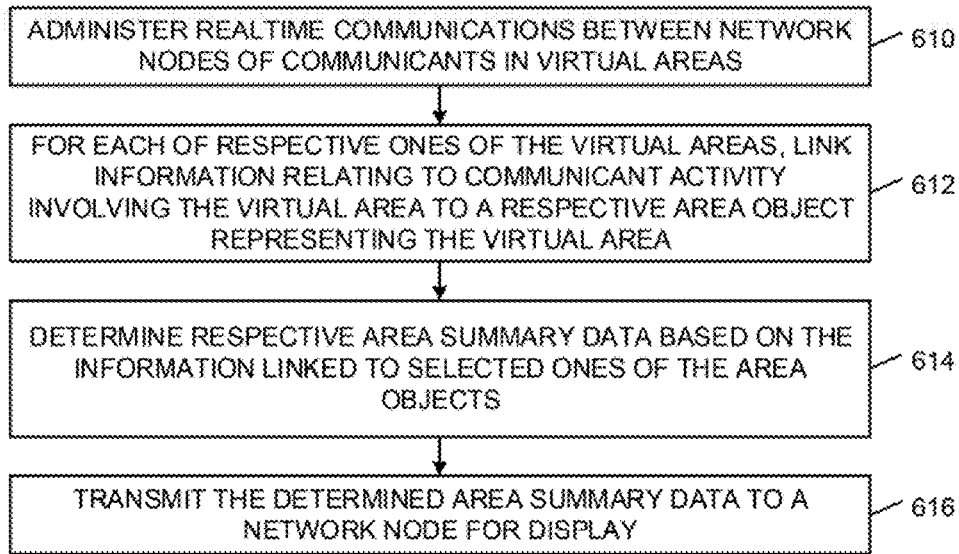 ADMINISTER REALTIME COMMUNICATIONS BETWEEN NETWORK
NODES OF COMMUNICANTS IN VIRTUAL AREAS
610
FOR EACH OF RESPECTIVE ONES OF THE VIRTUAL AREAS, LINK
INFORMATION RELATING TO COMMUNICANT ACTIVITY
INVOLVING THE VIRTUAL AREA TO A RESPECTIVE AREA OBJECT
REPRESENTING THE VIRTUAL AREA
612
DETERMINE RESPECTIVE AREA SUMMARY DATA BASED ON THE
INFORMATION LINKED TO SELECTED ONES OF THE AREA
OBJECTS
614
TRANSMIT THE DETERMINED AREA SUMMARY DATA TO A
NETWORK NODE FOR DISPLAY
616